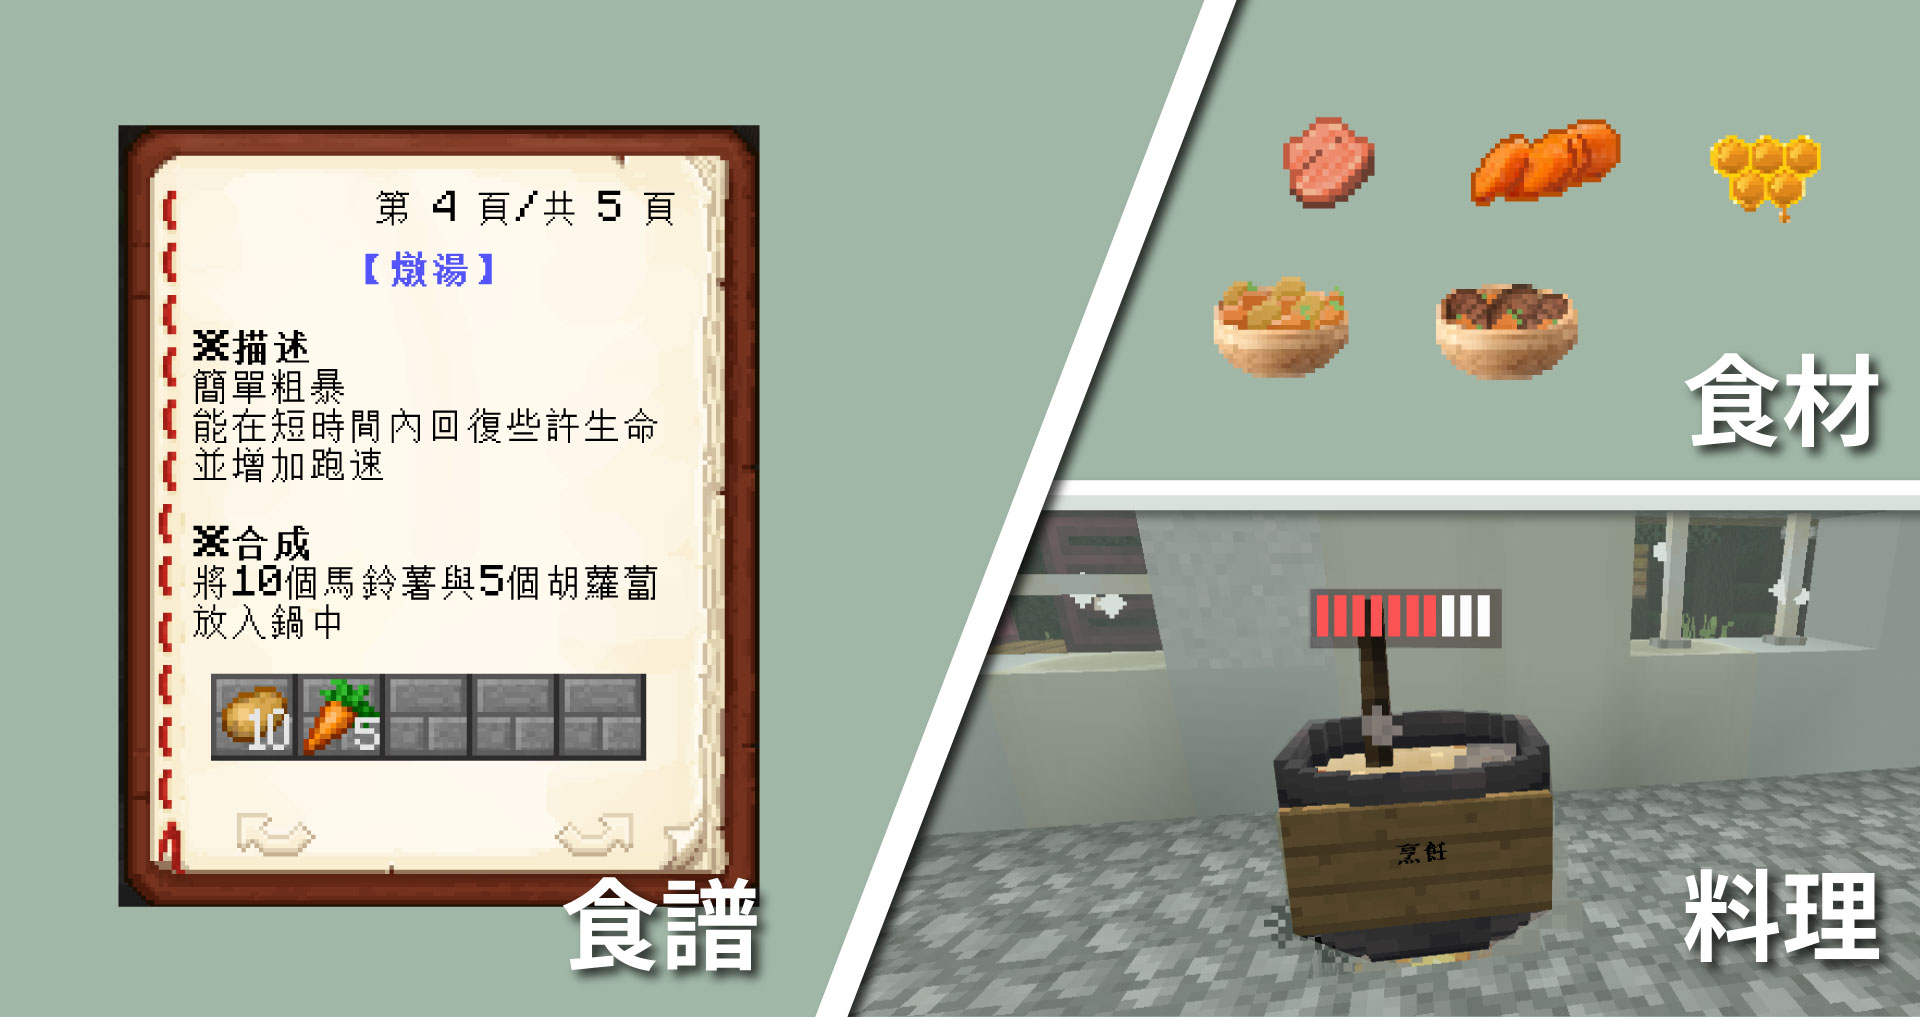 第 4 頁/共 5 頁
【燉湯】
※描述
簡單粗暴
能在短時間內回復些許生命
並增加跑速
※合成
將10個馬鈴薯與5個胡蘿蔔
放入鍋中
10
5
食譜
食材
烹飪
料理